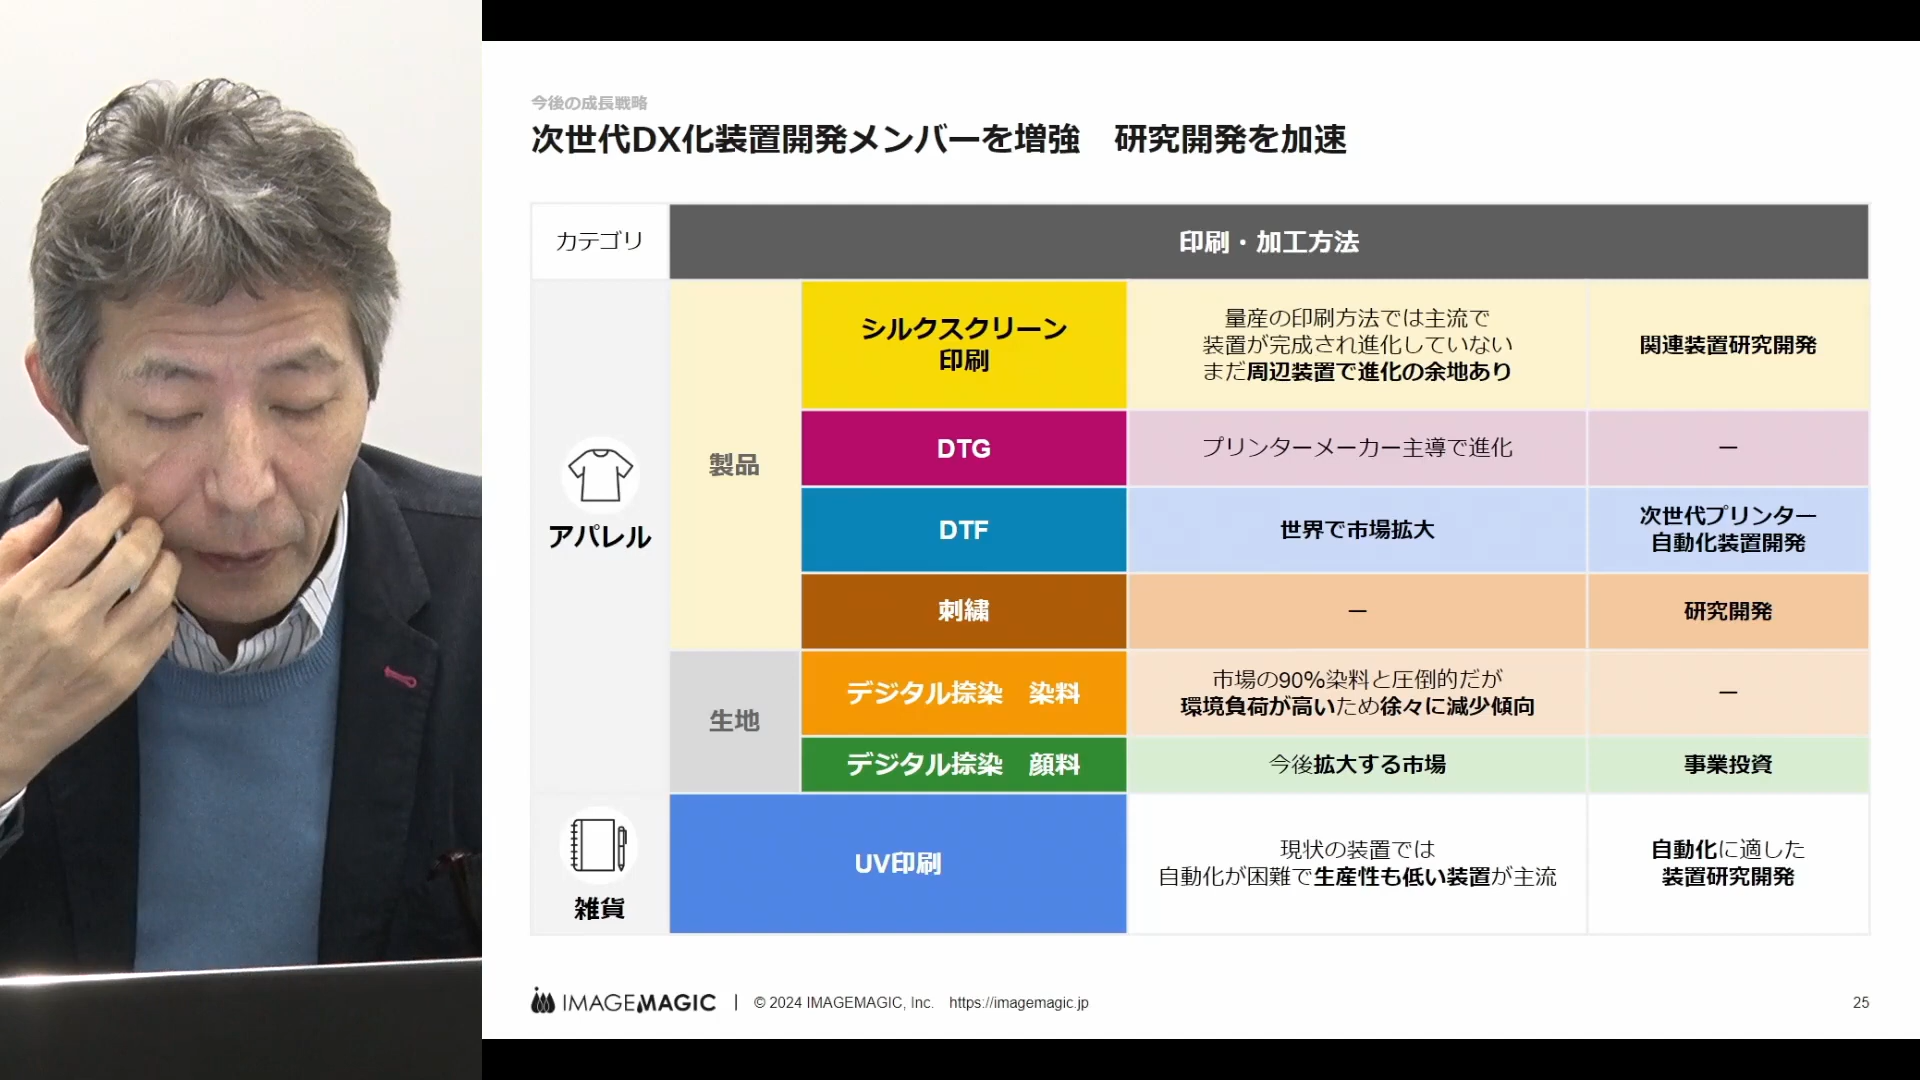 今後の成長戦略
次世代DX化装置開発メンバーを増強　研究開発を加速
カテゴリ
印刷・加工方法
アパレル
製品
シルクスクリーン
印刷
量産の印刷方法では主流で
装置が完成され進化していない
まだ周辺装置で進化の余地あり
関連装置研究開発
DTG
プリンターメーカー主導で進化
ー
DTF
世界で市場拡大
次世代プリンター
自動化装置開発
刺繍
ー
研究開発
生地
デジタル捺染　染料
市場の90%染料と圧倒的だが
環境負荷が高いため徐々に減少傾向
ー
デジタル捺染　顔料
今後拡大する市場
事業投資
雑貨
UV印刷
現状の装置では
自動化が困難で生産性も低い装置が主流
自動化に適した
装置研究開発
IMAGEMAGIC | © 2024 IMAGEMAGIC, Inc. https://imagemagic.jp
25